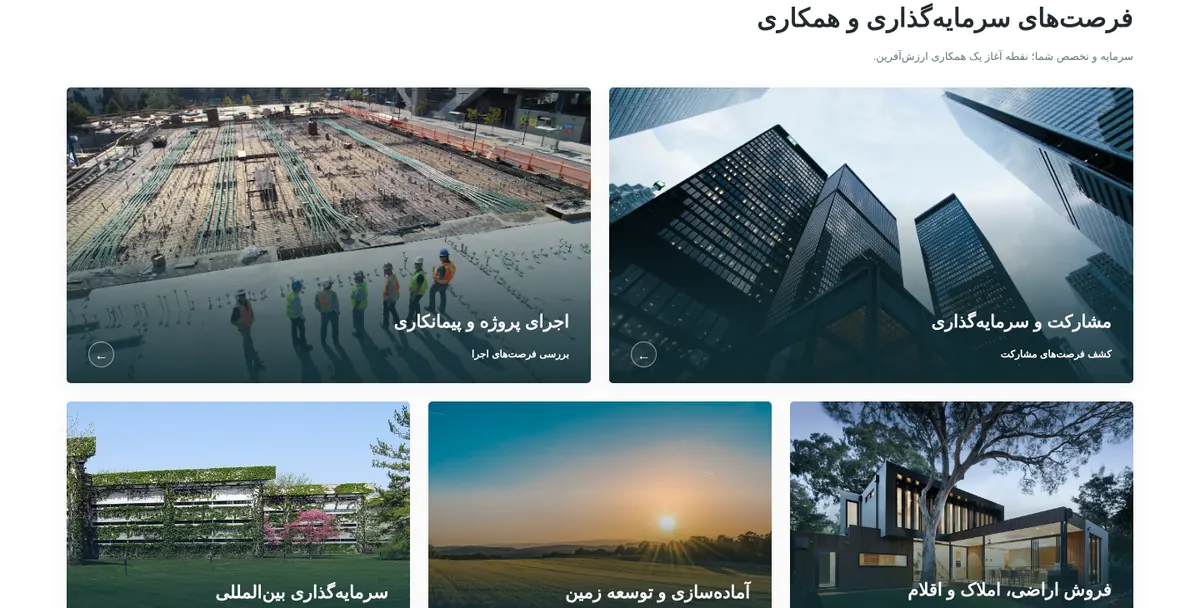 فرصت‌های سرمایه‌گذاری و همکاری
سرمایه و تخصص شما؛ نقطه آغاز یک همکاری ارزش‌آفرین.
مشارکت و سرمایه‌گذاری
کشف فرصت‌های مشارکت
←
اجرای پروژه و پیمانکاری
بررسی فرصت‌های اجرا
←
فروش اراضی، املاک و اقلام
آماده‌سازی و توسعه زمین
سرمایه‌گذاری بین‌المللی